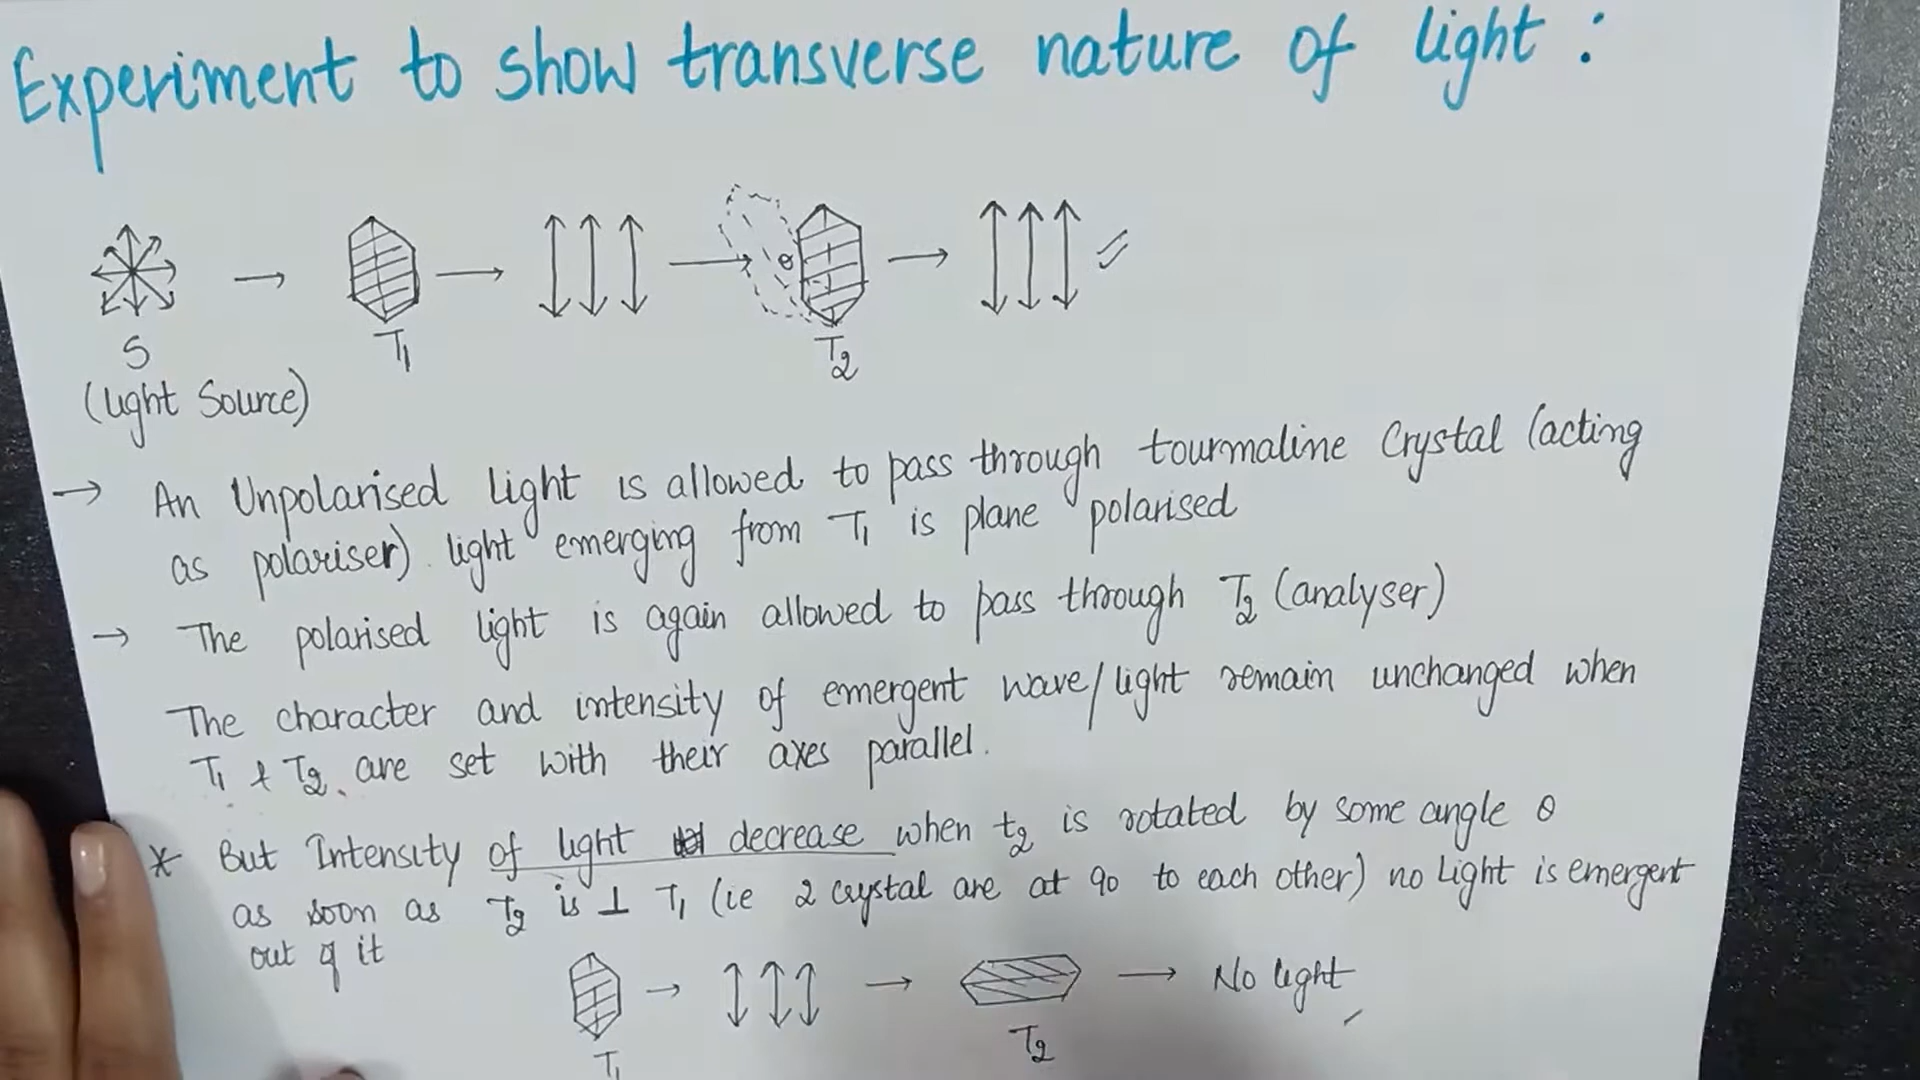 Experiment to show transverse nature of light :
θ
S T1 T2
(light Source)
→ An Unpolarised light is allowed to pass through tourmaline Crystal (acting
as polariser). light emerging from T1 is plane polarised
→ The polarised light is again allowed to pass through T2 (analyser)
The character and intensity of emergent wave/light remain unchanged when
T1 & T2 are set with their axes parallel.
* But Intensity of light decrease when t2 is rotated by some angle θ
as soon as T2 is ⊥ T1 (ie 2 crystal are at 90 to each other) no light is emergent
out of it
→ → → No light
T1 T2